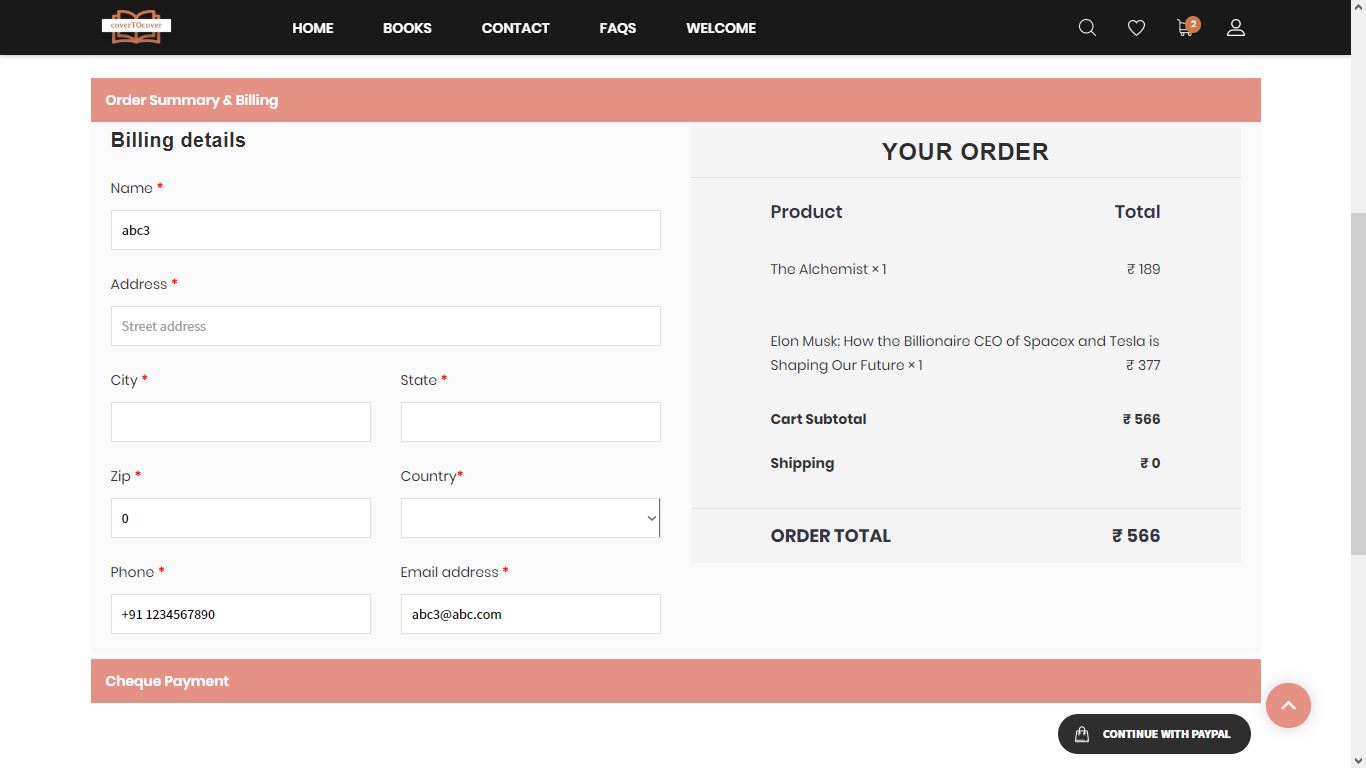 coverTOcover
HOME BOOKS CONTACT FAQS WELCOME
2
Order Summary & Billing
Billing details
Name *
abc3
Address *
Street address
City * State *
Zip * Country*
0
Phone * Email address *
+91 1234567890 abc3@abc.com
YOUR ORDER
Product Total
The Alchemist × 1 ₹ 189
Elon Musk: How the Billionaire CEO of Spacex and Tesla is
Shaping Our Future × 1 ₹ 377
Cart Subtotal ₹ 566
Shipping ₹ 0
ORDER TOTAL ₹ 566
Cheque Payment
CONTINUE WITH PAYPAL